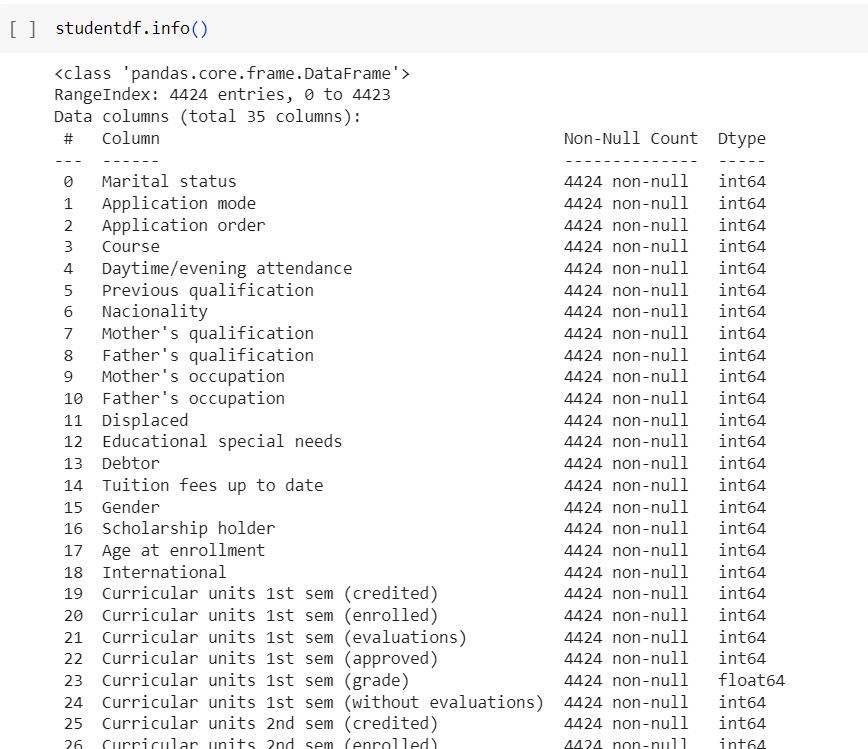 [ ] studentdf.info()
<class 'pandas.core.frame.DataFrame'>
RangeIndex: 4424 entries, 0 to 4423
Data columns (total 35 columns):
# Column Non-Null Count Dtype
--- ------ -------------- -----
0 Marital status 4424 non-null int64
1 Application mode 4424 non-null int64
2 Application order 4424 non-null int64
3 Course 4424 non-null int64
4 Daytime/evening attendance 4424 non-null int64
5 Previous qualification 4424 non-null int64
6 Nacionality 4424 non-null int64
7 Mother's qualification 4424 non-null int64
8 Father's qualification 4424 non-null int64
9 Mother's occupation 4424 non-null int64
10 Father's occupation 4424 non-null int64
11 Displaced 4424 non-null int64
12 Educational special needs 4424 non-null int64
13 Debtor 4424 non-null int64
14 Tuition fees up to date 4424 non-null int64
15 Gender 4424 non-null int64
16 Scholarship holder 4424 non-null int64
17 Age at enrollment 4424 non-null int64
18 International 4424 non-null int64
19 Curricular units 1st sem (credited) 4424 non-null int64
20 Curricular units 1st sem (enrolled) 4424 non-null int64
21 Curricular units 1st sem (evaluations) 4424 non-null int64
22 Curricular units 1st sem (approved) 4424 non-null int64
23 Curricular units 1st sem (grade) 4424 non-null float64
24 Curricular units 1st sem (without evaluations) 4424 non-null int64
25 Curricular units 2nd sem (credited) 4424 non-null int64
26 Curricular units 2nd sem (enrolled) 4424 non-null int64